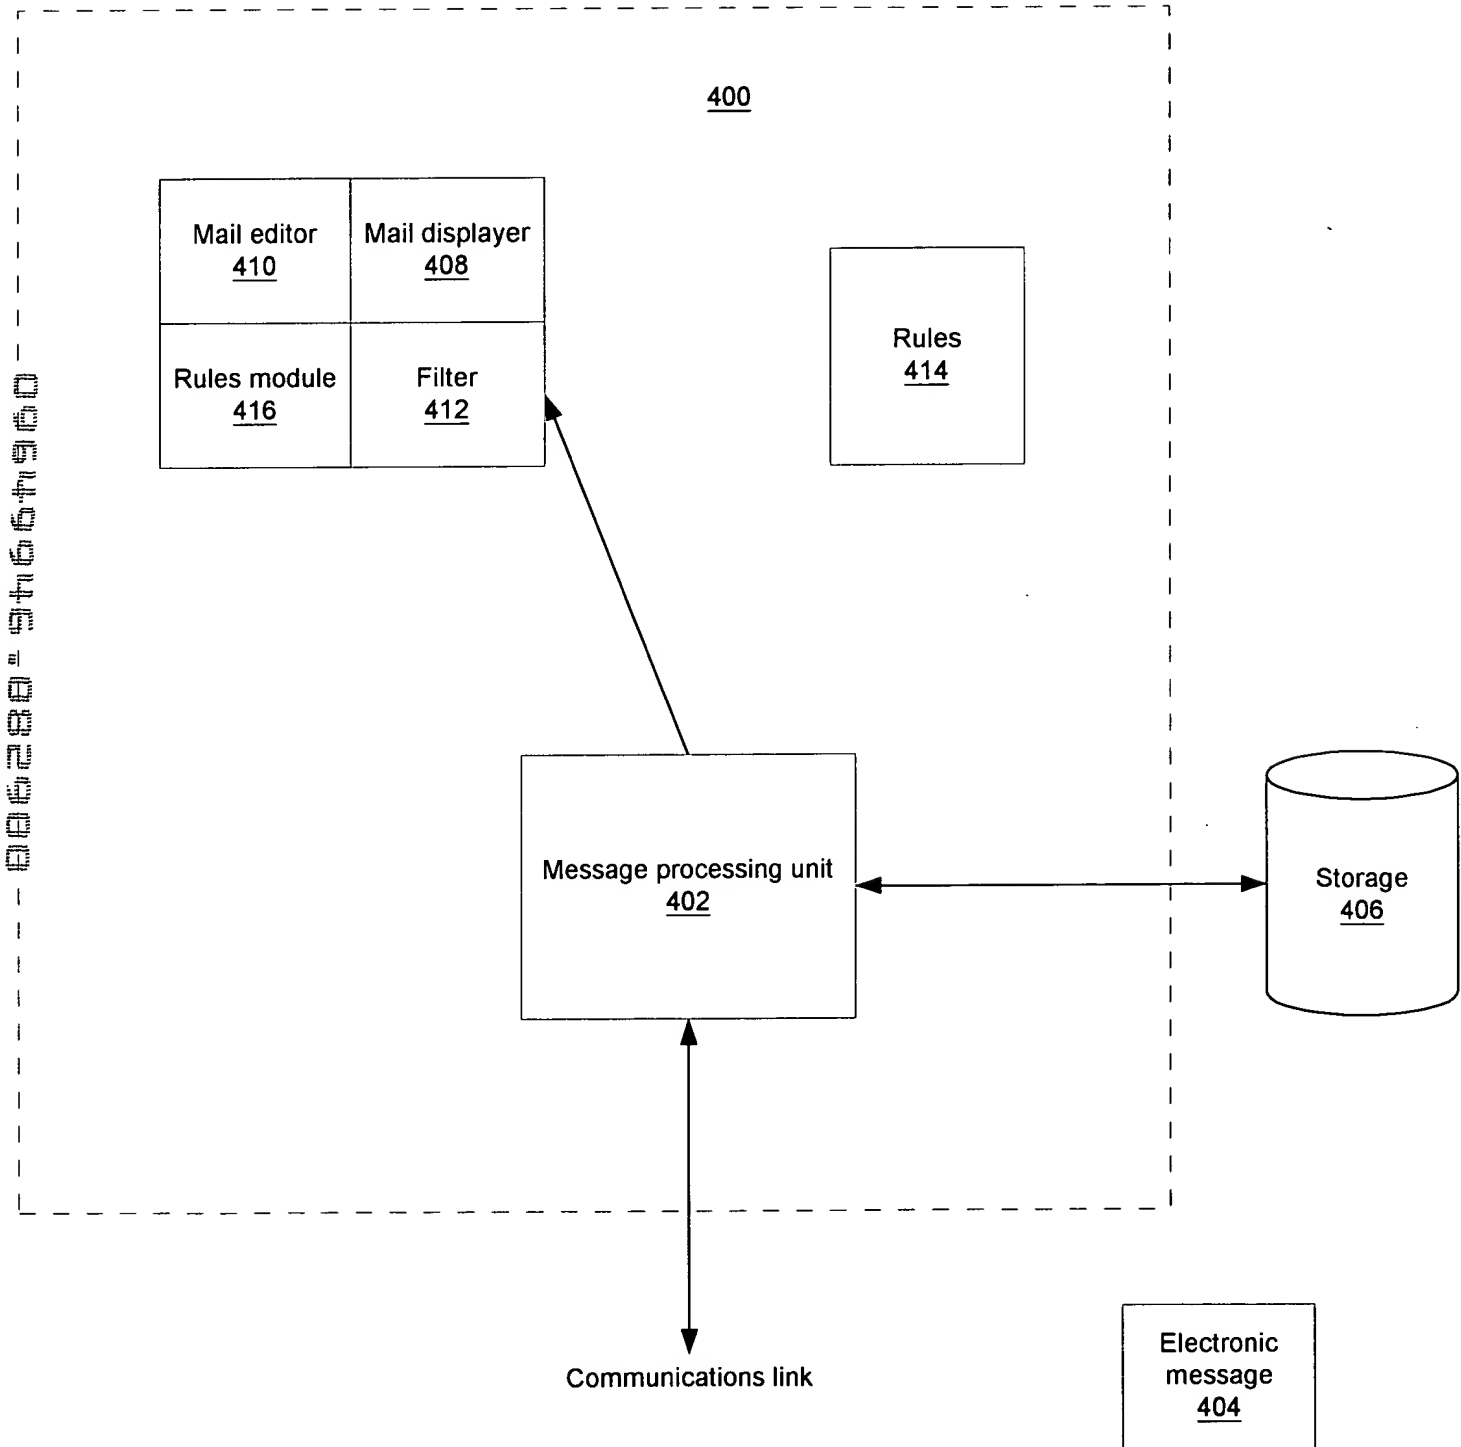 400
Mail editor
410
Mail displayer
408
Rules module
416
Filter
412
Rules
414
Message processing unit
402
Storage
406
Communications link
Electronic
message
404